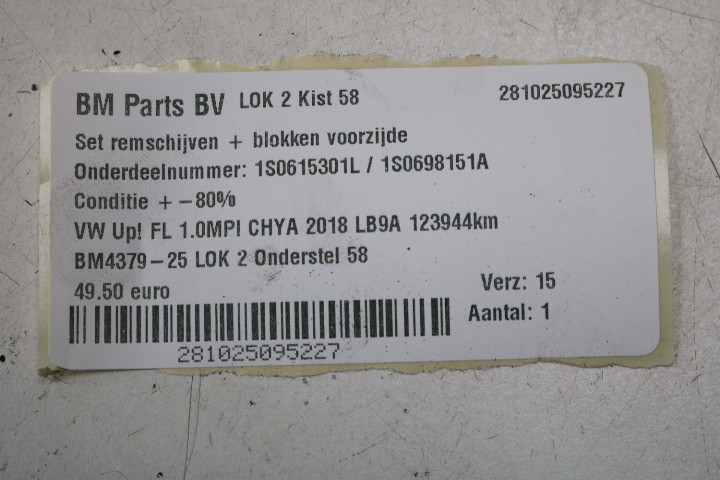 BM Parts BV LOK 2 Kist 58 281025095227
Set remschijven + blokken voorzijde
Onderdeelnummer: 1S0615301L / 1S0698151A
Conditie +-80%
VW Up! FL 1.0MPI CHYA 2018 LB9A 123944km
BM4379-25 LOK 2 Onderstel 58
49.50 euro Verz: 15
Aantal: 1
281025095227